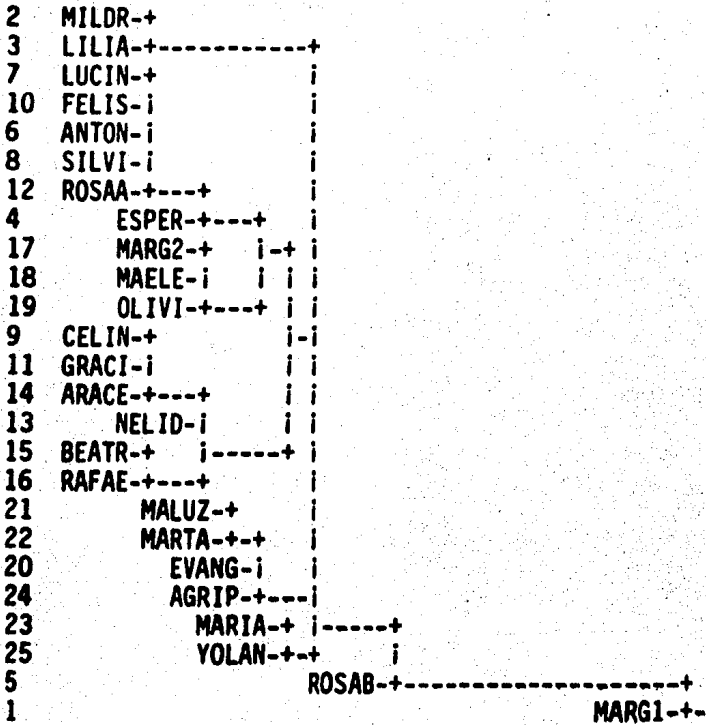 2 MILDR-+
3 LILIA-+------------+
7 LUCIN-+            ¡
10 FELIS-¡            ¡
6 ANTON-¡            ¡
8 SILVI-¡            ¡
12 ROSAA-+---+        ¡
4     ESPER-+---+    ¡
17     MARG2-+   ¡-+ ¡
18     MAELE-¡   ¡ ¡ ¡
19     OLIVI-+---+ ¡ ¡
9 CELIN-+          ¡-¡
11 GRACI-¡          ¡ ¡
14 ARACE-+---+      ¡ ¡
13     NELID-¡      ¡ ¡
15 BEATR-+   ¡-----+ ¡
16 RAFAE-+---+        ¡
21       MALUZ-+      ¡
22       MARTA-+-+    ¡
20         EVANG-¡    ¡
24         AGRIP-+---¡
23           MARIA-+ ¡-----+
25           YOLAN-+-+     ¡
5                    ROSAB-+--------------------+
1                                          MARG1-+-